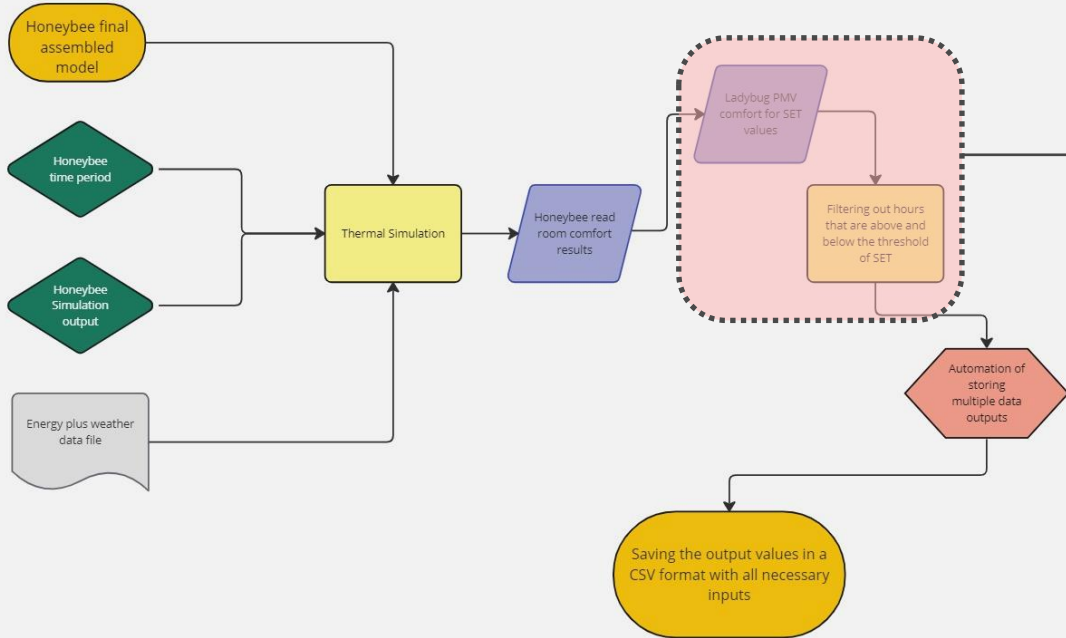 Honeybee final
assembled
model
Honeybee
time period
Honeybee
Simulation
output
Energy plus weather
data file
Thermal Simulation
Honeybee read
room comfort
results
Ladybug PMV
comfort for SET
values
Filtering out hours
that are above and
below the threshold
of SET
Automation of
storing
multiple data
outputs
Saving the output values in a
CSV format with all necessary
inputs